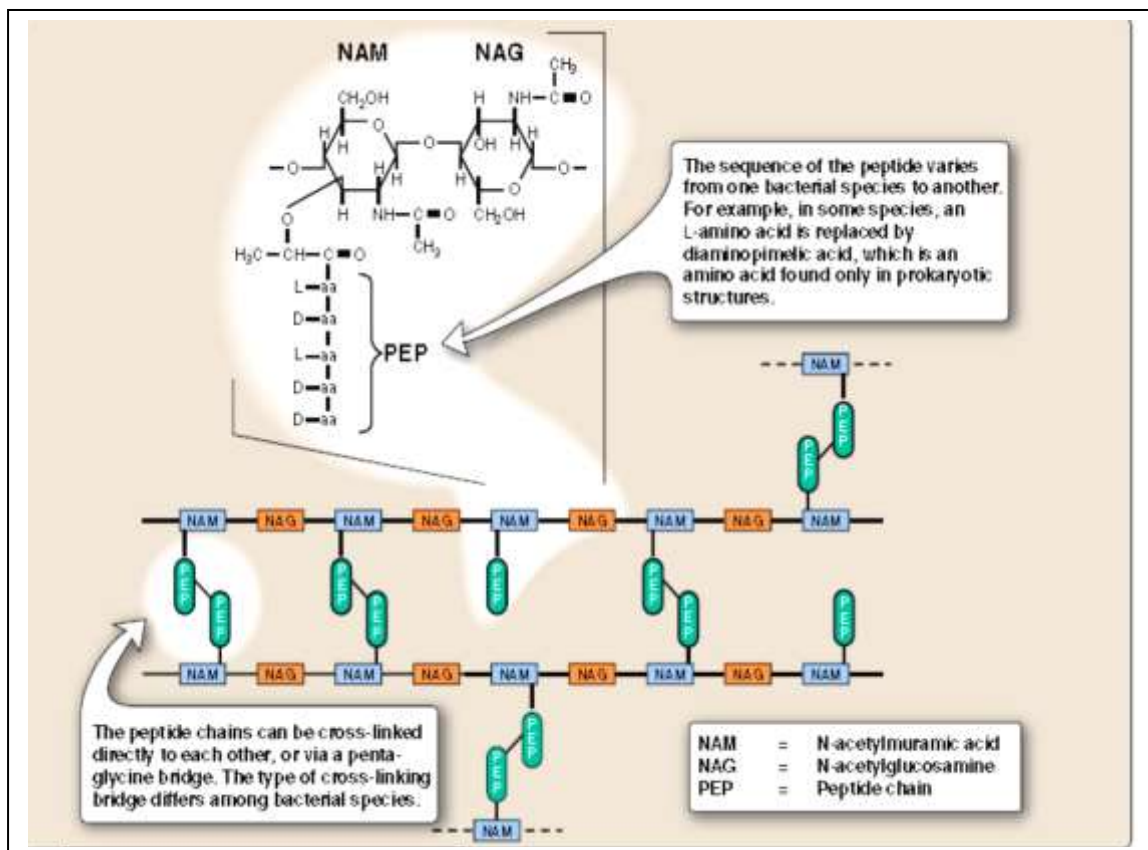 NAM NAG
CH₃
CH₂OH H NH—C O
O H OH H
H
O O O
O H NH—C O CH₂OH
H₃C—CH—C O CH₃
L—aa
D—aa
L—aa
D—aa
D—aa
PEP
The sequence of the peptide varies
from one bacterial species to another.
For example, in some species, an
L-amino acid is replaced by
diaminopimelic acid, which is an
amino acid found only in prokaryotic
structures.
NAM
PEP
PEP
NAM NAG NAM NAG NAM NAG NAM NAG NAM
PEP PEP PEP PEP PEP
PEP PEP PEP
NAM NAG NAM NAG NAM NAG NAM NAG NAM
PEP
PEP
NAM
The peptide chains can be cross-linked
directly to each other, or via a penta-
glycine bridge. The type of cross-linking
bridge differs among bacterial species.
NAM = N-acetylmuramic acid
NAG = N-acetylglucosamine
PEP = Peptide chain